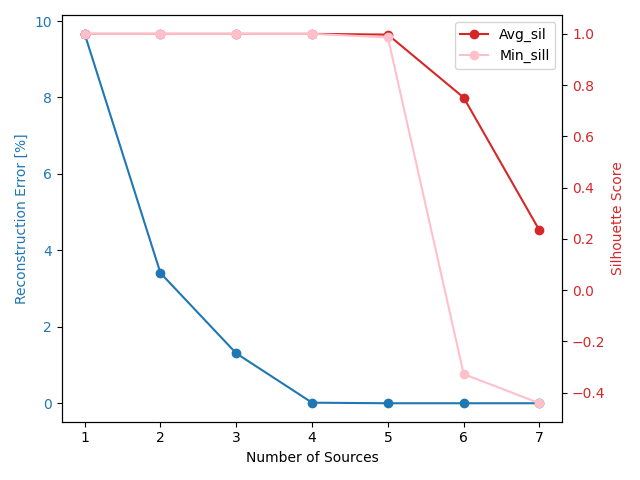 10
8
6
4
2
0
Reconstruction Error [%]
1.0
0.8
0.6
0.4
0.2
0.0
−0.2
−0.4
Silhouette Score
Avg_sil
Min_sill
1 2 3 4 5 6 7
Number of Sources